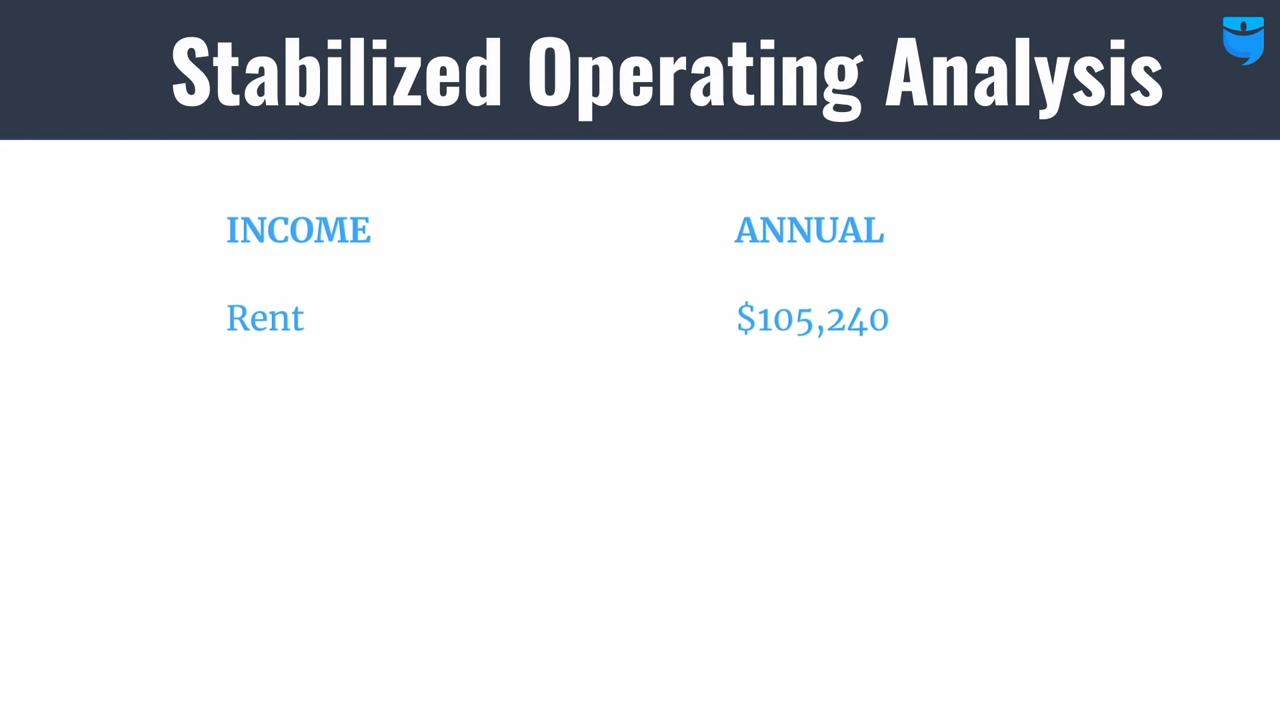 Stabilized Operating Analysis
INCOME ANNUAL
Rent $105,240